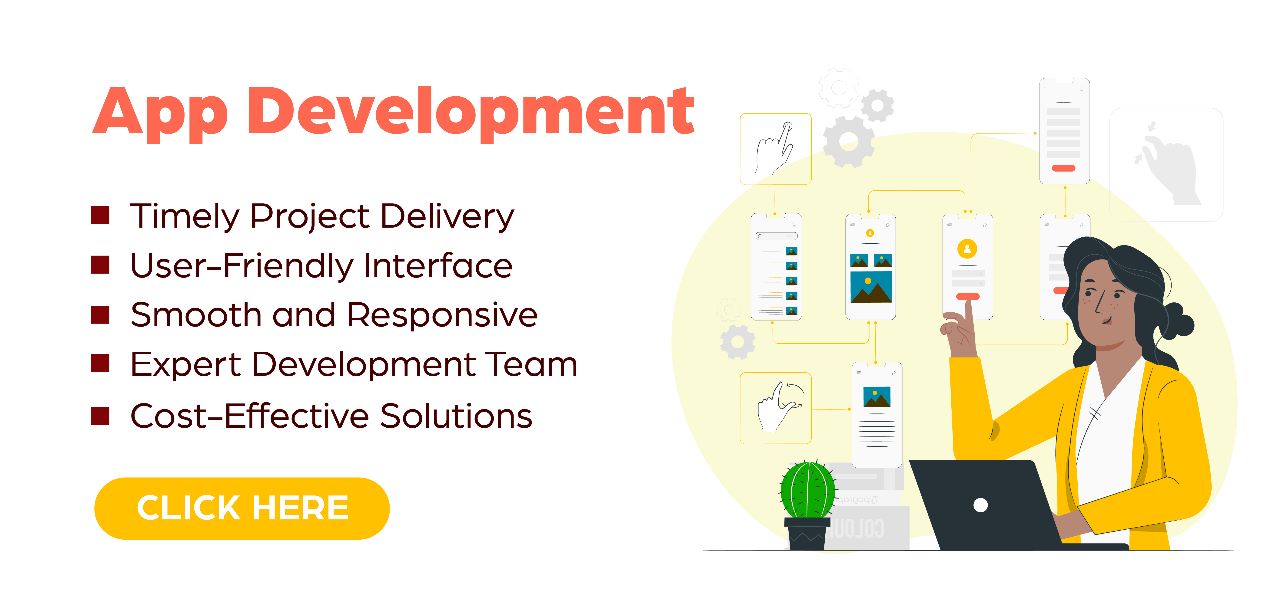 App Development
Timely Project Delivery
User-Friendly Interface
Smooth and Responsive
Expert Development Team
Cost-Effective Solutions
CLICK HERE